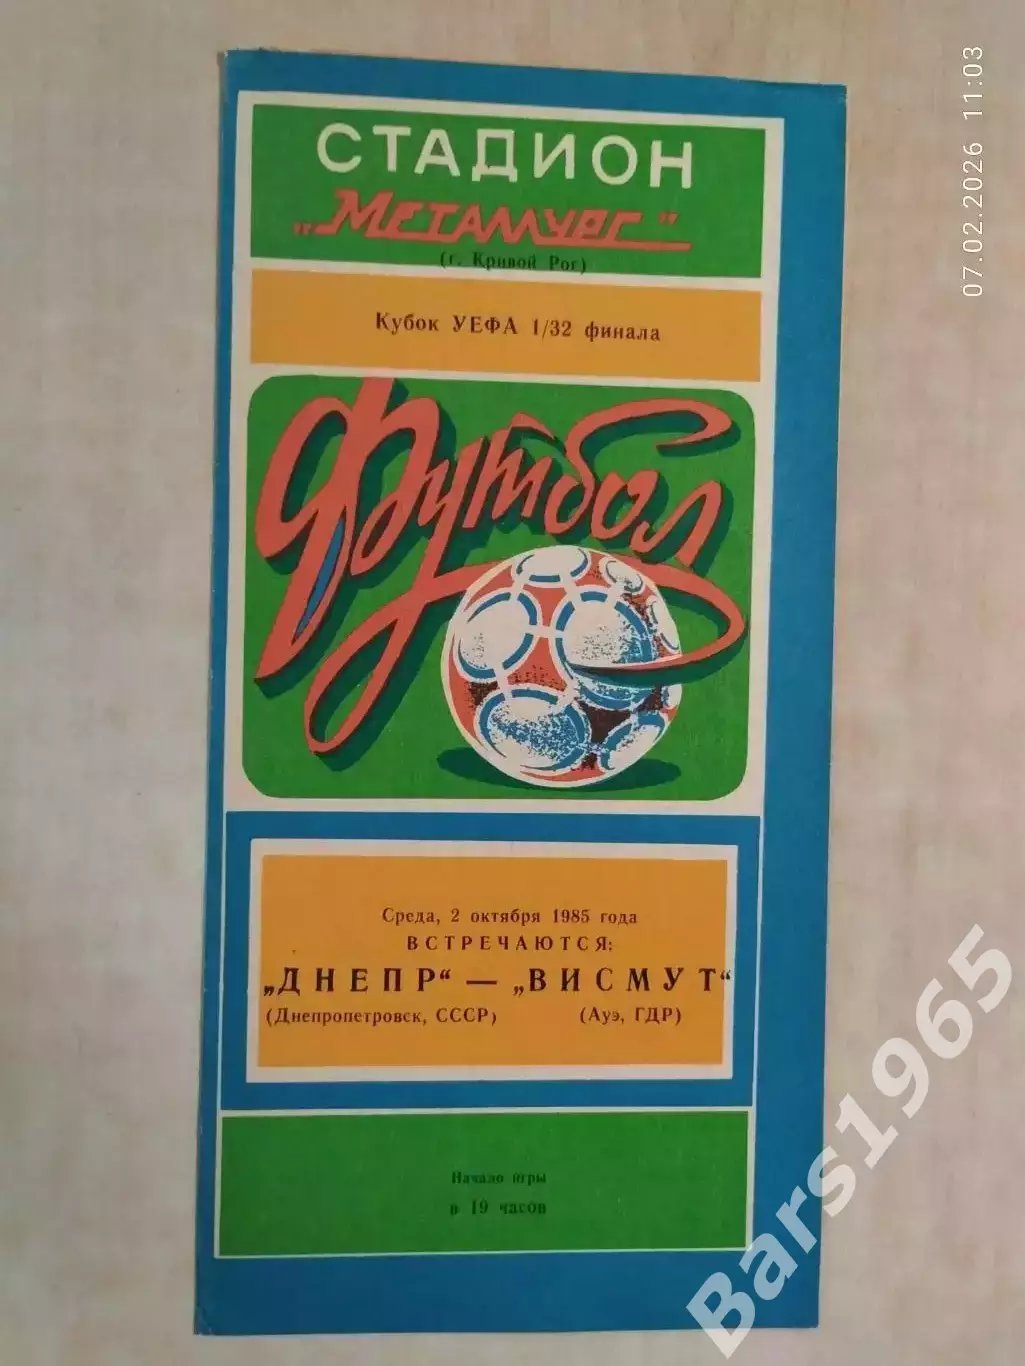 СТАДИОН
„Металлург"
(г. Кривой Рог)
Кубок УЕФА 1/32 финала
Футбол
Среда, 2 октября 1985 года
ВСТРЕЧАЮТСЯ:
„ДНЕПР“ — „ВИСМУТ“
(Днепропетровск, СССР) (Ауэ, ГДР)
Начало игры
в 19 часов
07.02.2026 11:03
Bars1965